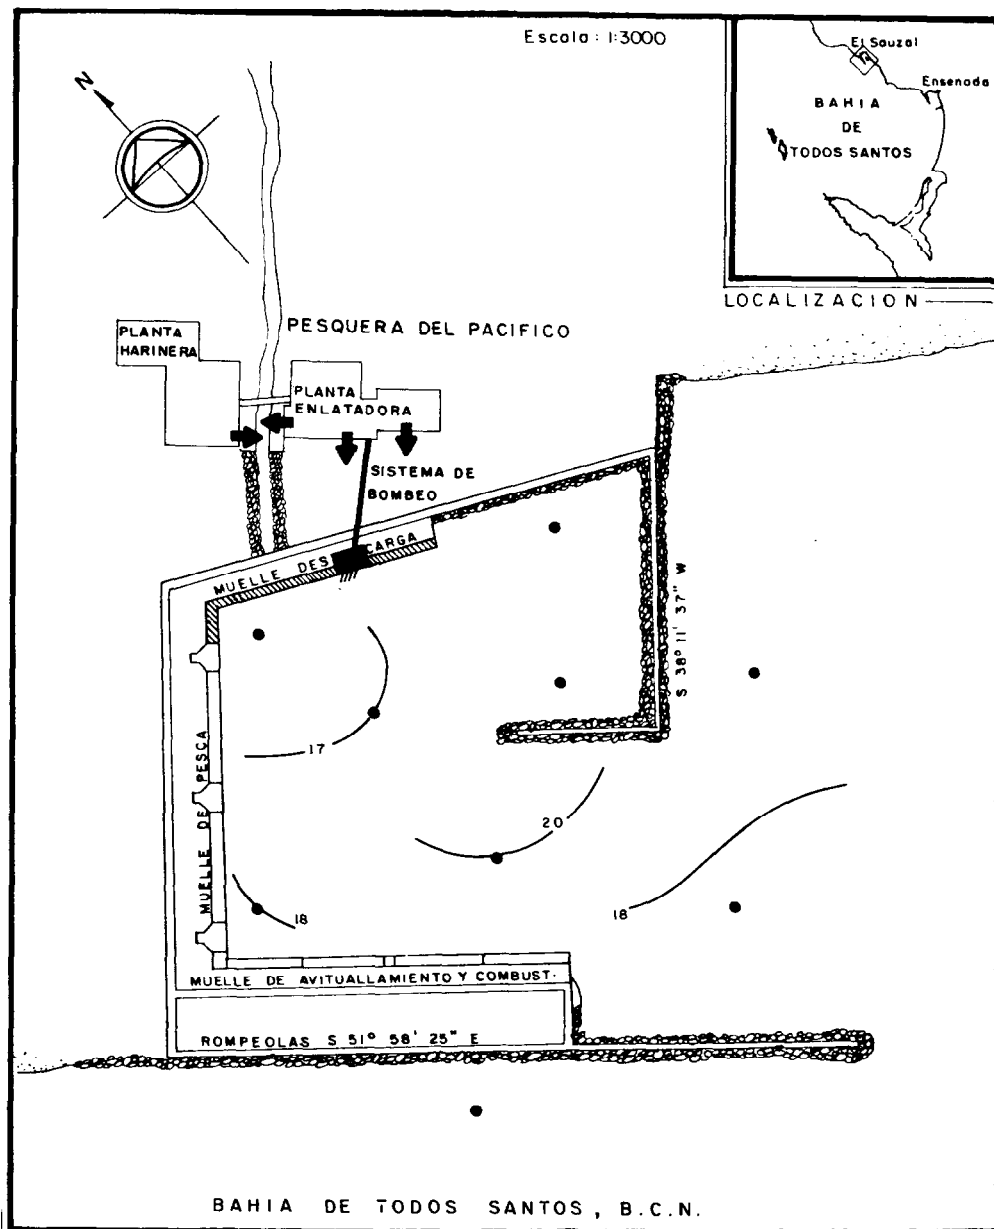 Escala : 1:3000
El Sauzal
Ensenada
BAHIA
DE
TODOS SANTOS
LOCALIZACION
N
PESQUERA DEL PACIFICO
PLANTA
HARINERA
PLANTA
ENLATADORA
SISTEMA DE
BOMBEO
MUELLE DESCARGA
S 38° 11' 37" W
MUELLE DE PESCA
17
20
18
18
MUELLE DE AVITUALLAMIENTO Y COMBUST.
ROMPEOLAS S 51° 58' 25" E
BAHIA DE TODOS SANTOS, B.C.N.